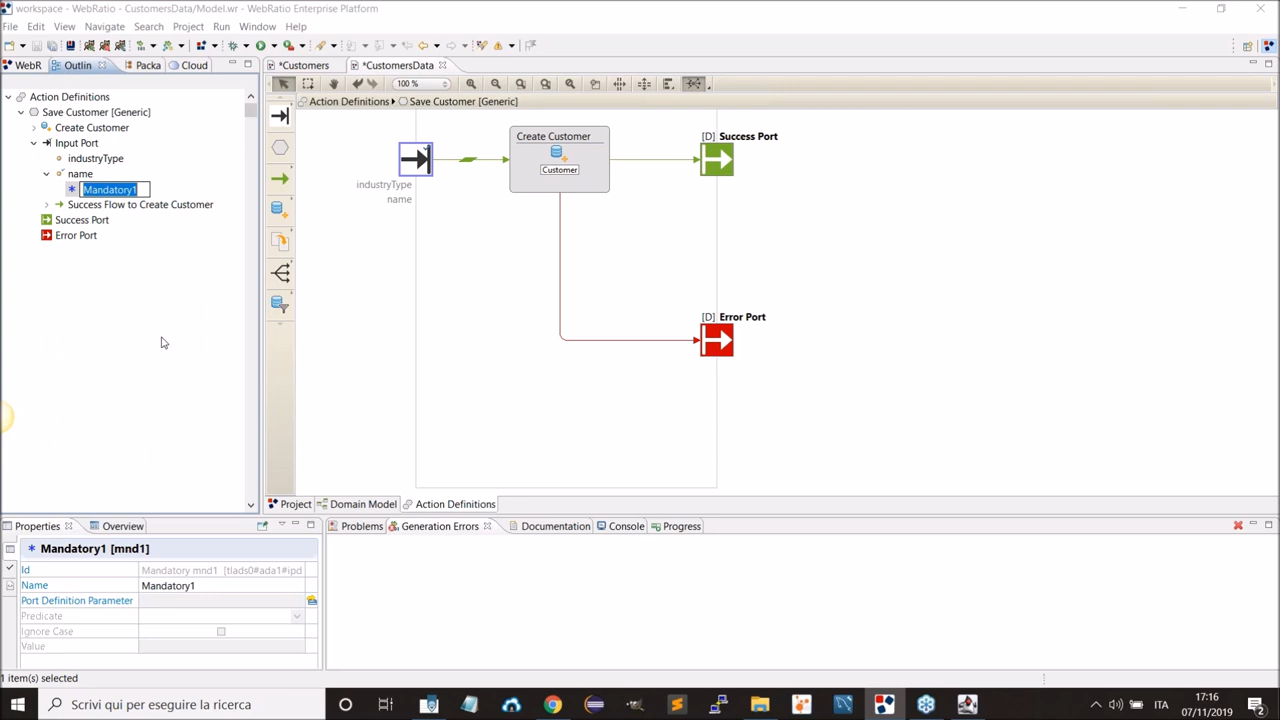 workspace - WebRatio - CustomersData/Model.wr - WebRatio Enterprise Platform
File Edit View Navigate Search Project Run Window Help
WebR Outlin Packa Cloud
*Customers *CustomersData
100 %
Action Definitions Save Customer [Generic]
Action Definitions
Save Customer [Generic]
Create Customer
Input Port
industryType
name
Mandatory1
Success Flow to Create Customer
Success Port
Error Port
Create Customer
Customer
[D] Success Port
industryType
name
[D] Error Port
Project Domain Model Action Definitions
Properties Overview
Problems Generation Errors Documentation Console Progress
Mandatory1 [mnd1]
Id Mandatory mnd1 [tlads0#ada1#ipd
Name Mandatory1
Port Definition Parameter
Predicate
Ignore Case
Value
1 item(s) selected
Scrivi qui per eseguire la ricerca
ITA
17:16
07/11/2019
2